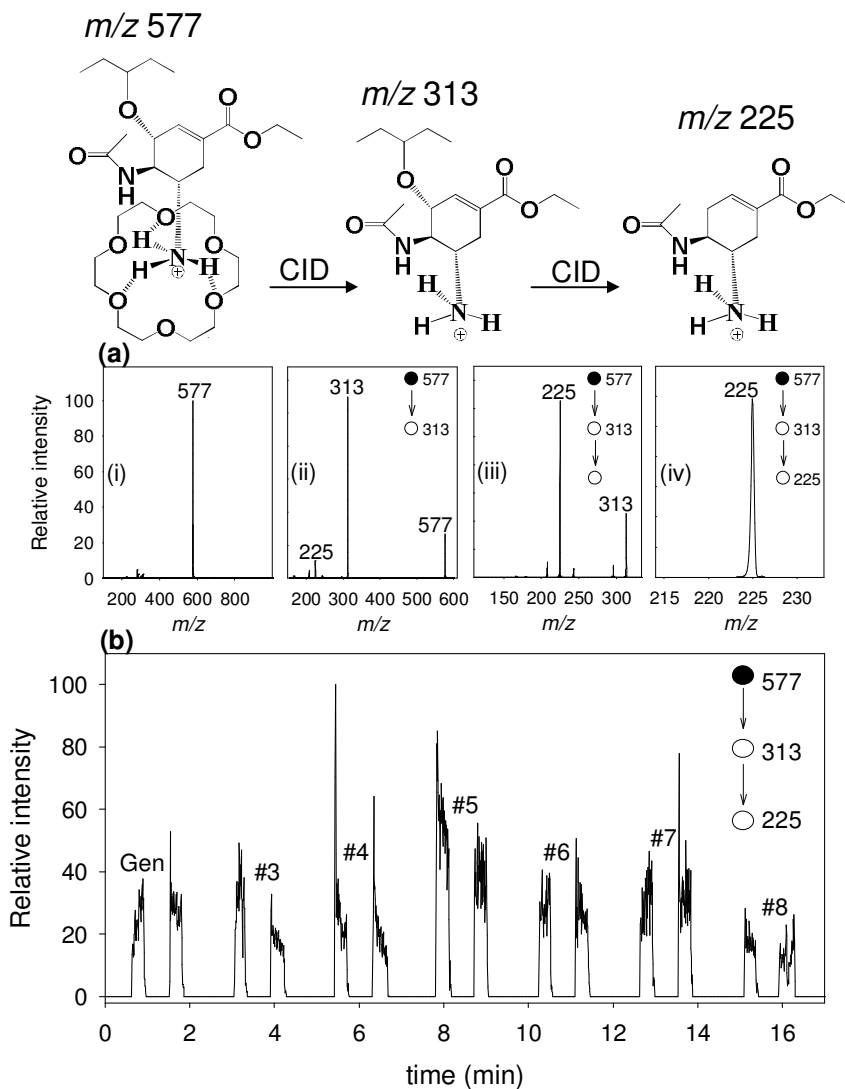 m/z 577
m/z 313
m/z 225
O
O
O
O
N
H
O
O
O
O
N
H
O
O
O
N
H
O
H
O
O
H
N
H
⊕
O
O
O
CID
H
H
N
H
⊕
CID
H
H
N
H
⊕
(a)
Relative intensity
100
80
60
40
20
0
(i)
577
200 400 600 800
m/z
(ii)
313
225
577
577
313
200 300 400 500 600
m/z
(iii)
225
313
577
313
150 200 250 300
m/z
(iv)
225
577
313
225
215 220 225 230
m/z
(b)
Relative intensity
100
80
60
40
20
0
Gen
#3
#4
#5
#6
#7
#8
577
313
225
0 2 4 6 8 10 12 14 16
time (min)